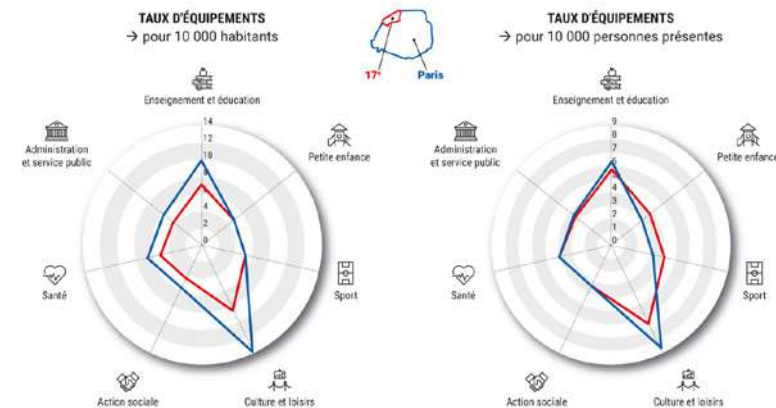 TAUX D'ÉQUIPEMENTS
→ pour 10 000 habitants
Enseignement et éducation
Petite enfance
Sport
Culture et loisirs
Action sociale
Santé
Administration
et service public
14
12
10
8
6
4
2
0
17e
Paris
TAUX D'ÉQUIPEMENTS
→ pour 10 000 personnes présentes
Enseignement et éducation
Petite enfance
Sport
Culture et loisirs
Action sociale
Santé
Administration
et service public
9
8
7
6
5
4
3
2
1
0